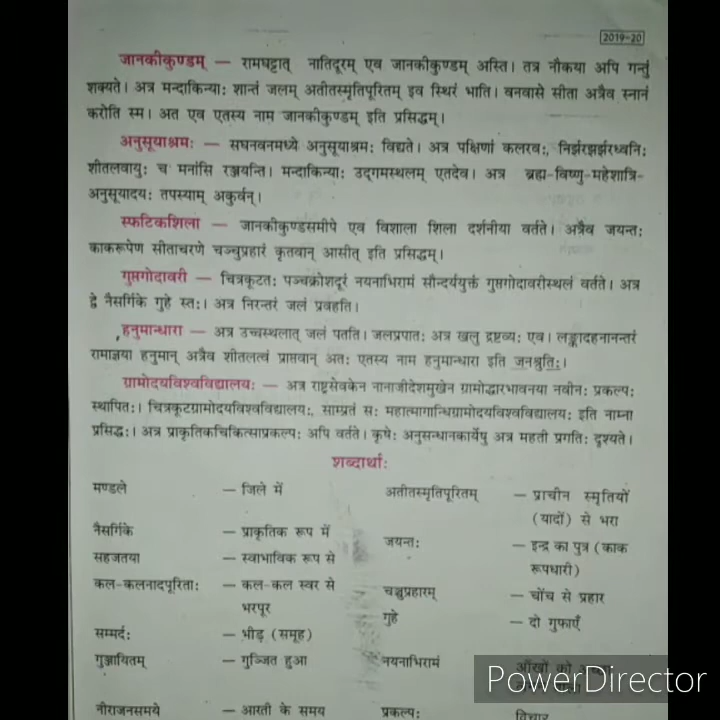 2019-20
जानकीकुण्डम् — रामघट्टात् नातिदूरम् एव जानकीकुण्डम् अस्ति। तत्र नौकया अपि गन्तुं
शक्यते। अत्र मन्दाकिन्याः शान्तं जलम् अतीतस्मृतिपूरितम् इव स्थिरं भाति। वनवासे सीता अत्रैव स्नानं
करोति स्म। अत एव एतस्य नाम जानकीकुण्डम् इति प्रसिद्धम्।
अनुसूयाश्रमः — सघनवनमध्ये अनुसूयाश्रमः विद्यते। अत्र पक्षिणां कलरवः, निर्झरझर्झरध्वनिः
शीतलवायुः च मनांसि रञ्जयन्ति। मन्दाकिन्याः उद्गमस्थलम् एतदेव। अत्र ब्रह्म-विष्णु-महेशात्रि-
अनुसूयादयः तपस्याम् अकुर्वन्।
स्फटिकशिला — जानकीकुण्डसमीपे एव विशाला शिला दर्शनीया वर्तते। अत्रैव जयन्तः
काकरूपेण सीताचरणे चञ्चुप्रहारं कृतवान् आसीत् इति प्रसिद्धम्।
गुप्तगोदावरी — चित्रकूटतः पञ्चक्रोशदूरं नयनाभिरामं सौन्दर्ययुक्तं गुप्तगोदावरीस्थलं वर्तते। अत्र
द्वे नैसर्गिके गुहे स्तः। अत्र निरन्तरं जलं प्रवहति।
हनुमान्धारा — अत्र उच्चस्थलात् जलं पतति। जलप्रपातः अत्र खलु द्रष्टव्यः एव। लङ्कादहनानन्तरं
रामाज्ञया हनुमान् अत्रैव शीतलत्वं प्राप्तवान् अतः एतस्य नाम हनुमान्धारा इति जनश्रुतिः।
ग्रामोदयविश्वविद्यालयः — अत्र राष्ट्रसेवकेन नानाजीदेशमुखेन ग्रामोद्धारभावनया नवीनः प्रकल्पः
स्थापितः। चित्रकूटग्रामोदयविश्वविद्यालयः, साम्प्रतं सः महात्मागान्धिग्रामोदयविश्वविद्यालयः इति नाम्ना
प्रसिद्धः। अत्र प्राकृतिकचिकित्साप्रकल्पः अपि वर्तते। कृषेः अनुसन्धानकार्येषु अत्र महती प्रगतिः दृश्यते।
शब्दार्थाः
मण्डले — जिले में अतीतस्मृतिपूरितम् — प्राचीन स्मृतियों
(यादों) से भरा
नैसर्गिके — प्राकृतिक रूप में
जयन्तः — इन्द्र का पुत्र (काक
सहजतया — स्वाभाविक रूप से
रूपधारी)
कल-कलनादपूरिताः — कल-कल स्वर से चञ्चुप्रहारम् — चोंच से प्रहार
भरपूर
गुहे — दो गुफाएँ
सम्मर्दः — भीड़ (समूह)
गुञ्जायितम् — गुञ्जित हुआ नयनाभिरामं आँखों को
PowerDirector
नीराजनसमये — आरती के समय प्रकल्पः विचार